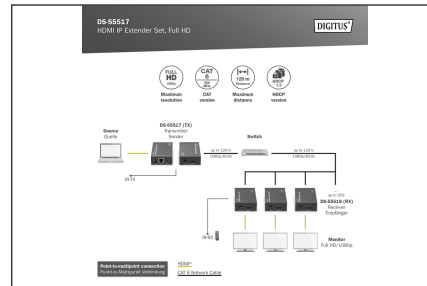 DS-55517
HDMI IP Extender Set, Full HD
DIGITUS®
FULL
HD
1080p
CAT
6
120 m
Distance
HDCP
Maximum
resolution
CAT
version
Maximum
distance
HDCP
version
Source
Quelle
DS-55517 (TX)
Transmitter
Sender
Switch
up to 120 m
1080p/60Hz
up to 120 m
1080p/60Hz
IR-TX
up to 253
DS-55518 (RX)
Receiver
Empfänger
IR-RX
Monitor
Full HD/1080p
Point-to-multipoint connection
Punkt-zu-Multipunkt Verbindung
HDMI®
CAT 6 Network Cable